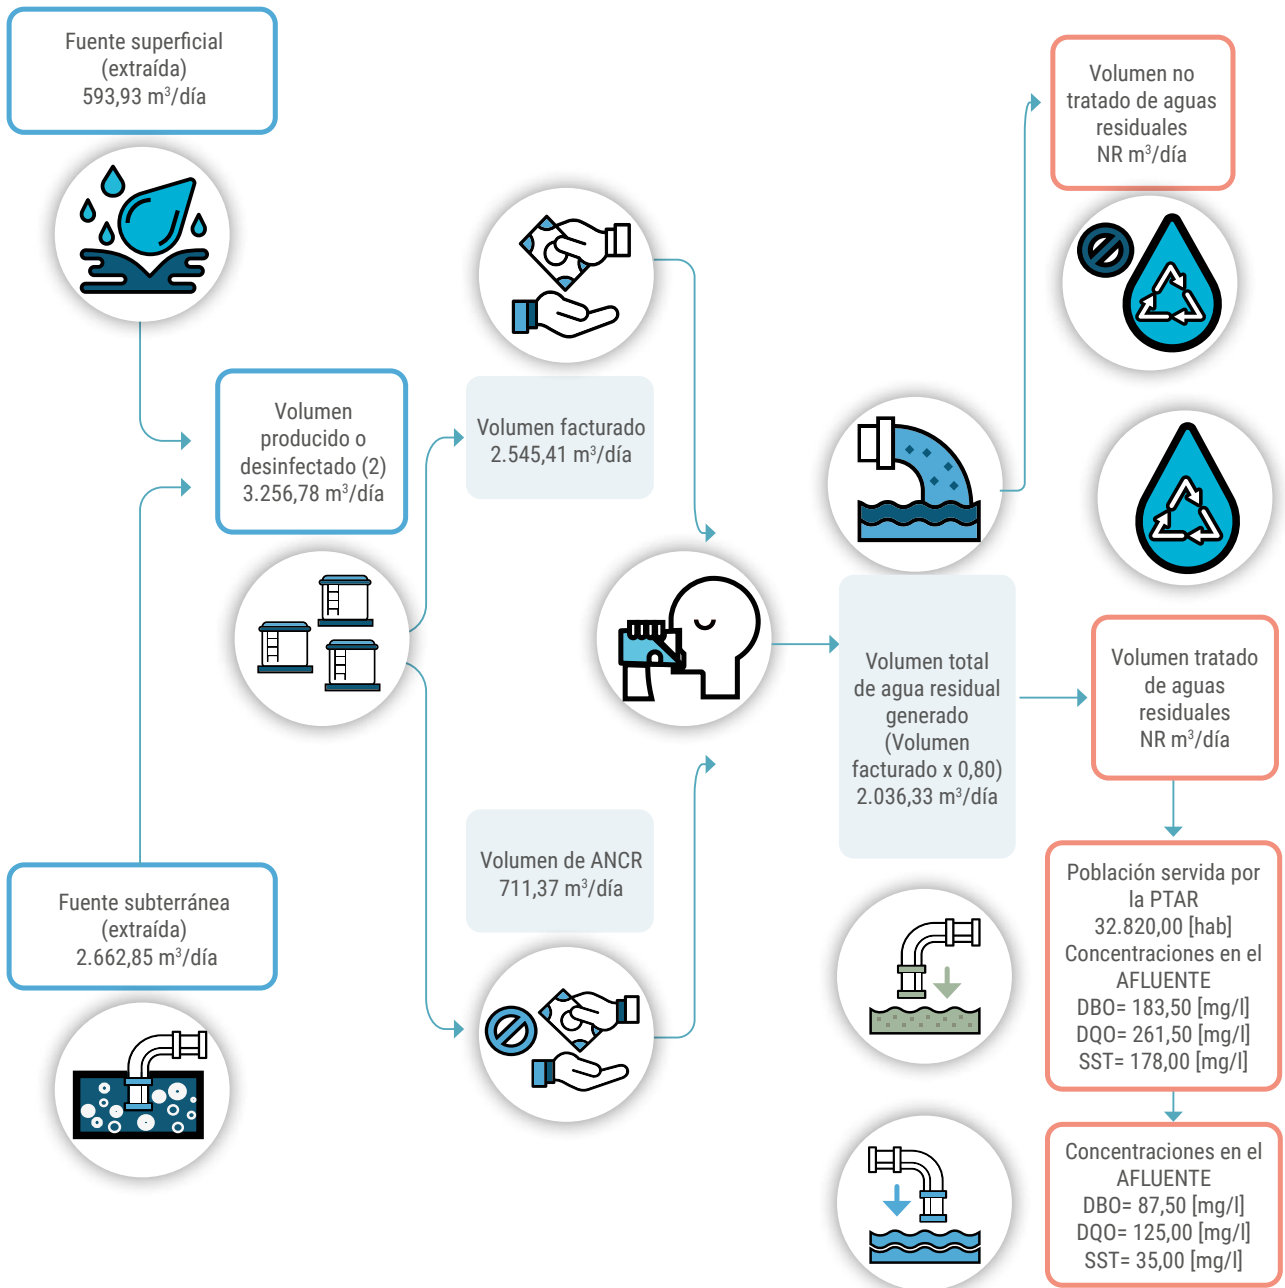 Fuente superficial
(extraída)
593,93 m³/día
Volumen no
tratado de aguas
residuales
NR m³/día
Volumen
producido o
desinfectado (2)
3.256,78 m³/día
Volumen facturado
2.545,41 m³/día
Volumen total
de agua residual
generado
(Volumen
facturado x 0,80)
2.036,33 m³/día
Volumen tratado
de aguas
residuales
NR m³/día
Volumen de ANCR
711,37 m³/día
Fuente subterránea
(extraída)
2.662,85 m³/día
Población servida por
la PTAR
32.820,00 [hab]
Concentraciones en el
AFLUENTE
DBO= 183,50 [mg/l]
DQO= 261,50 [mg/l]
SST= 178,00 [mg/l]
Concentraciones en el
AFLUENTE
DBO= 87,50 [mg/l]
DQO= 125,00 [mg/l]
SST= 35,00 [mg/l]